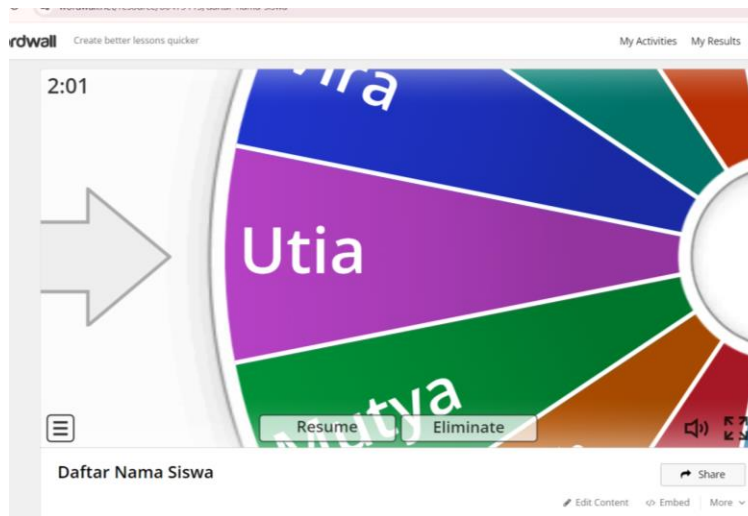 rdwall Create better lessons quicker My Activities My Results
2:01
Utia
Mutya
Resume Eliminate
Daftar Nama Siswa
Share
Edit Content Embed More